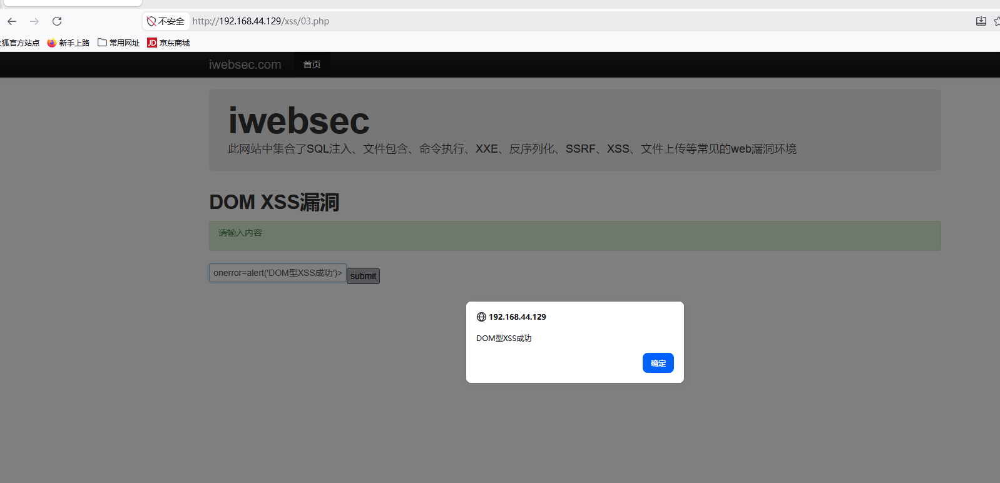 不安全 http://192.168.44.129/xss/03.php
狐官方站点 新手上路 常用网址 JD 京东商城
iwebsec.com 首页
iwebsec
此网站中集合了SQL注入、文件包含、命令执行、XXE、反序列化、SSRF、XSS、文件上传等常见的web漏洞环境
DOM XSS漏洞
请输入内容
onerror=alert('DOM型XSS成功')> submit
192.168.44.129
DOM型XSS成功
确定